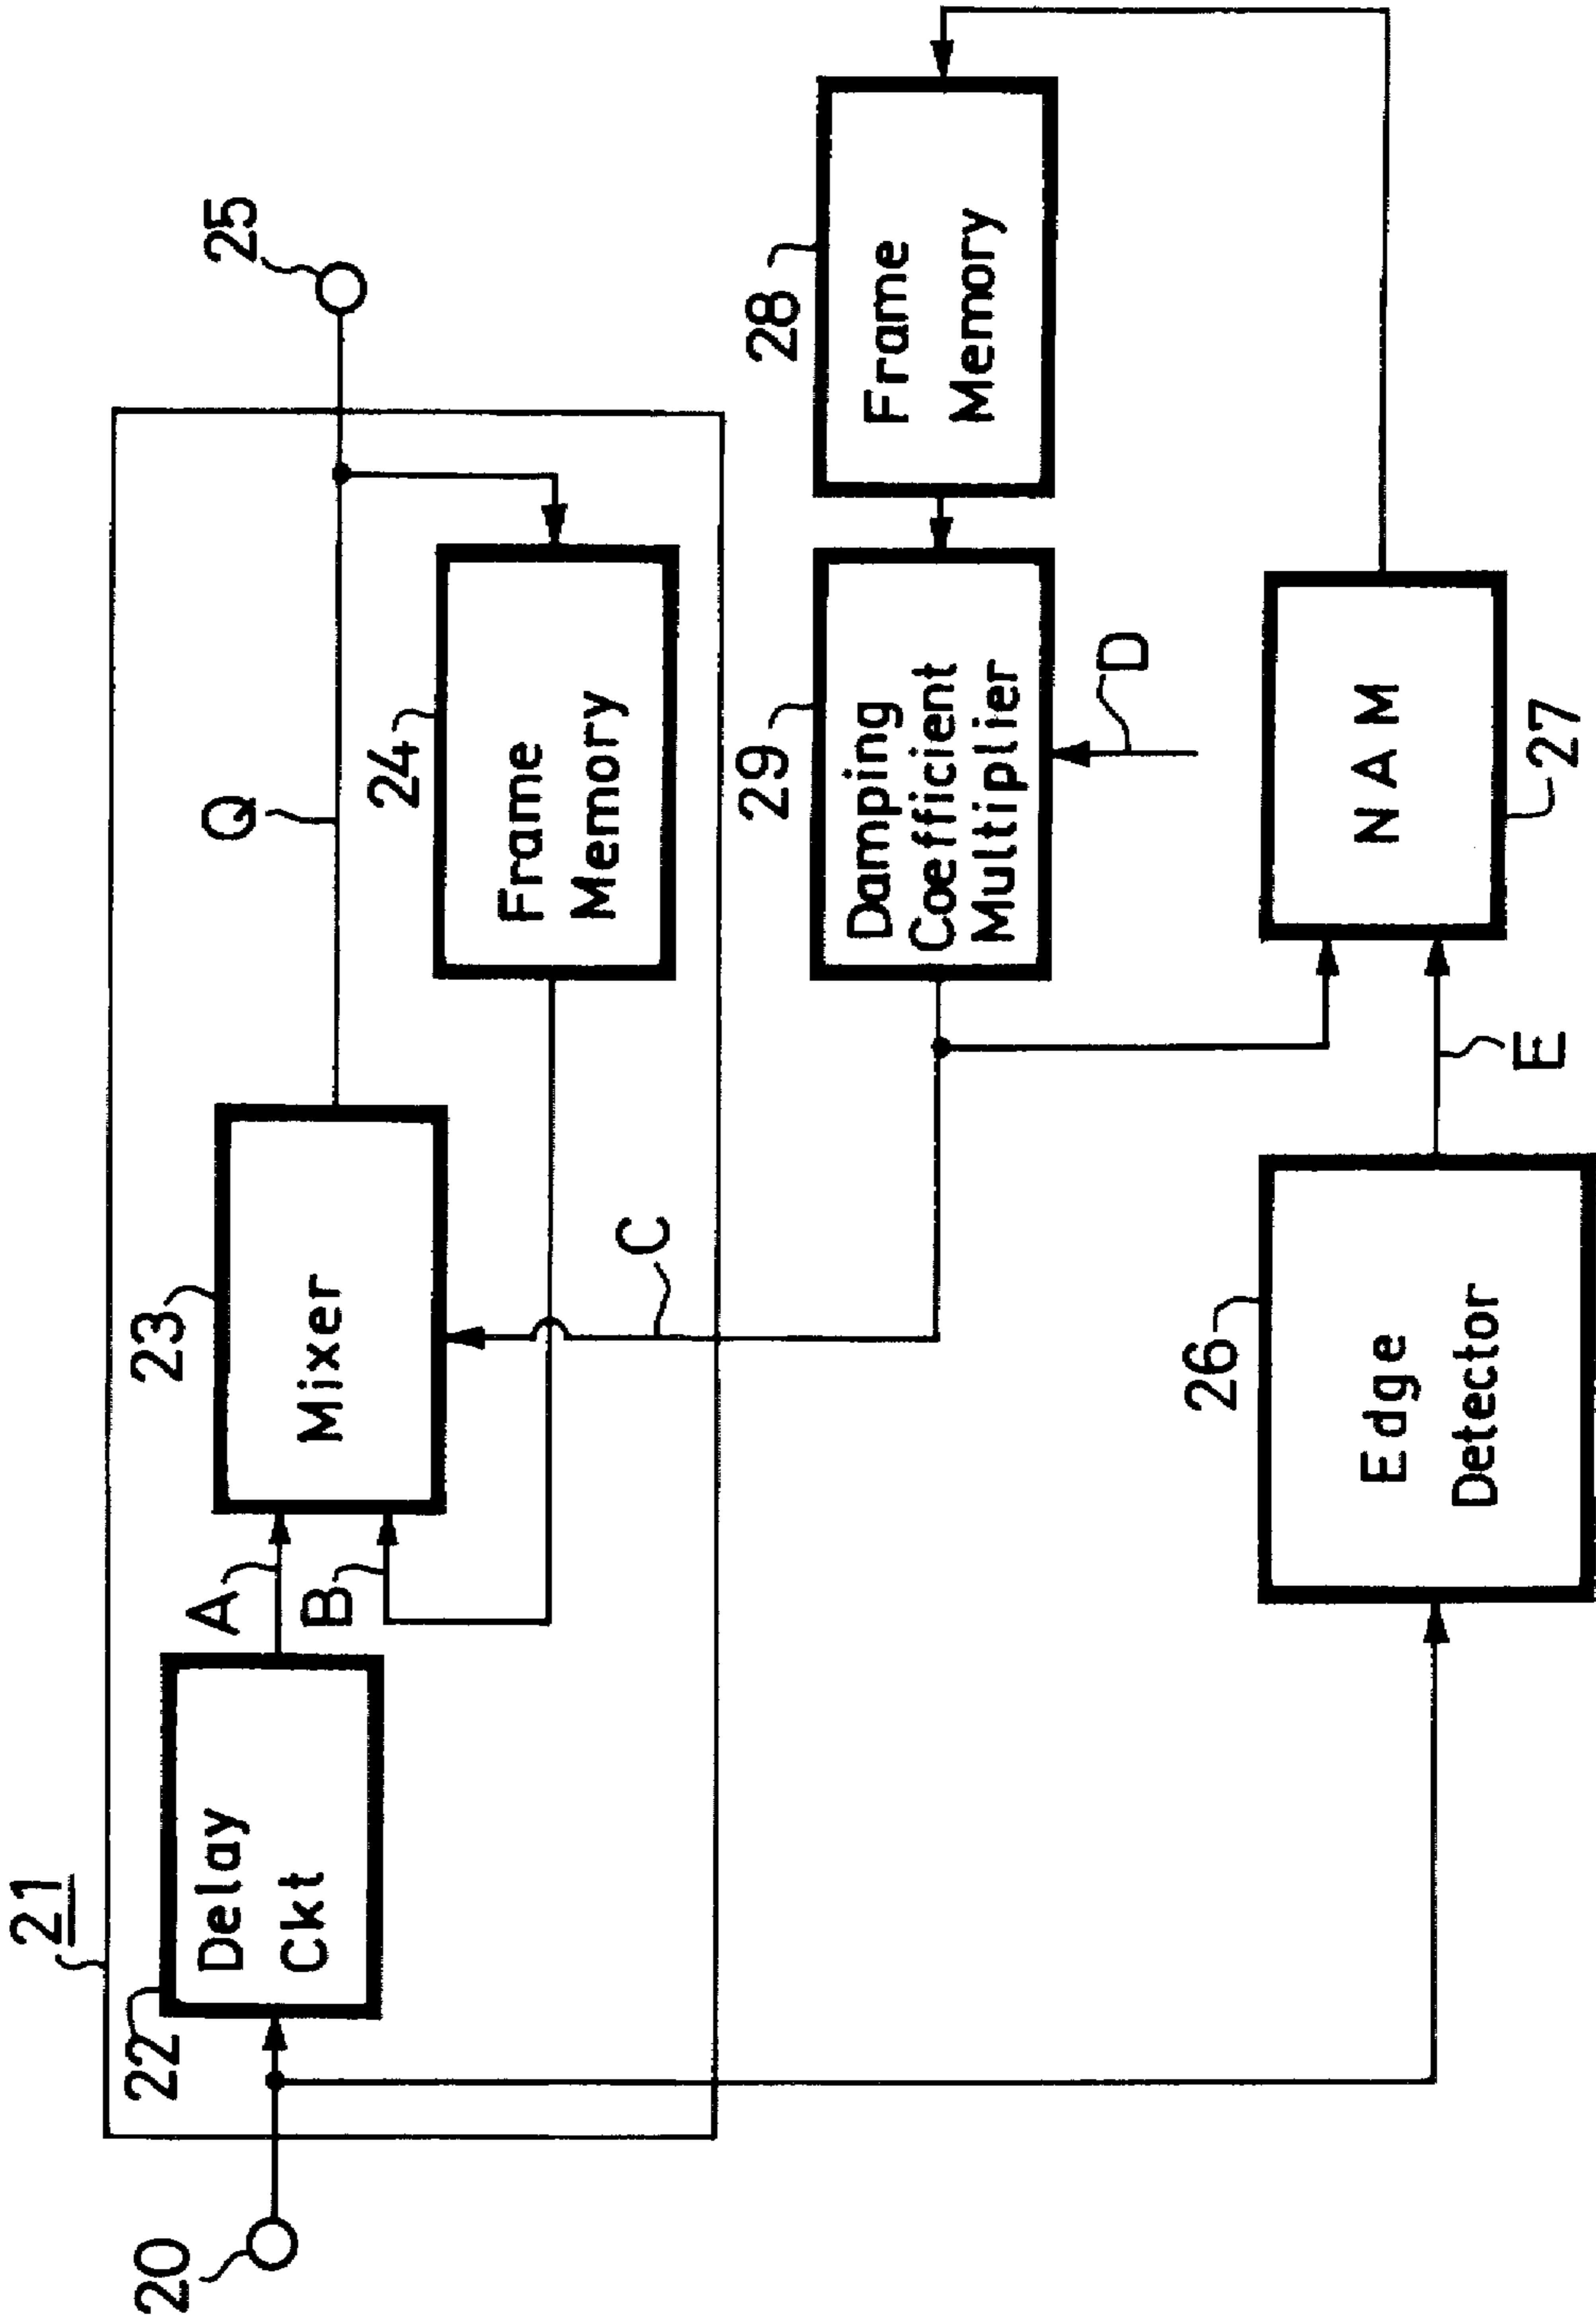 21
22
Delay
Ckt
20
A
B
23
Mixer
Q
25
24
Frame
Memory
C
29
Damping
Coefficient
Multiplier
28
Frame
Memory
D
26
Edge
Detector
E
NAM
27